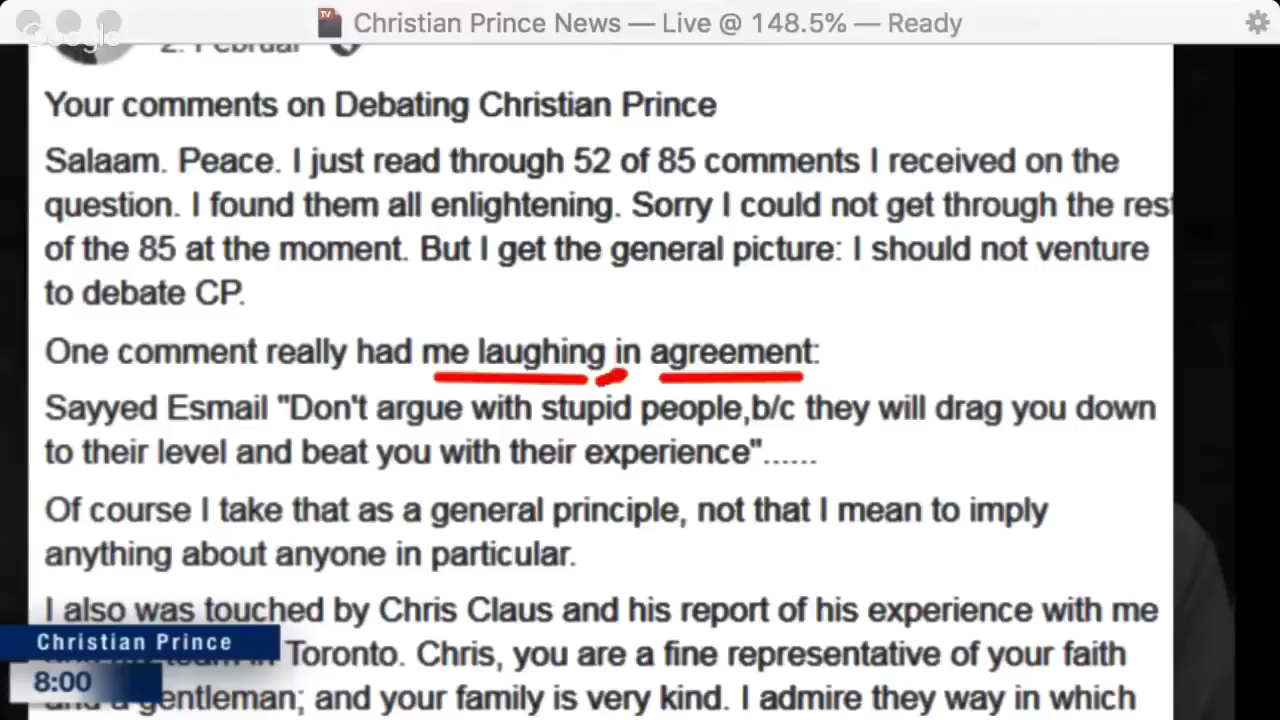 Christian Prince News — Live @ 148.5% — Ready
Google
2. Februar
Your comments on Debating Christian Prince
Salaam. Peace. I just read through 52 of 85 comments I received on the
question. I found them all enlightening. Sorry I could not get through the rest
of the 85 at the moment. But I get the general picture: I should not venture
to debate CP.
One comment really had me laughing in agreement:
Sayyed Esmail "Don't argue with stupid people,b/c they will drag you down
to their level and beat you with their experience"......
Of course I take that as a general principle, not that I mean to imply
anything about anyone in particular.
I also was touched by Chris Claus and his report of his experience with me
Christian Prince
team in Toronto. Chris, you are a fine representative of your faith
8:00
and a gentleman; and your family is very kind. I admire they way in which